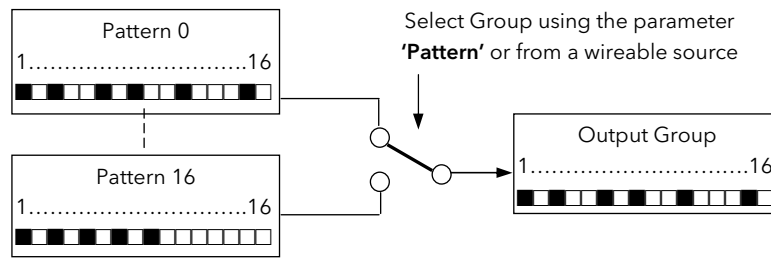 Pattern 0
1..............................16
Pattern 16
1..............................16
Select Group using the parameter
'Pattern' or from a wireable source
Output Group
1..............................16